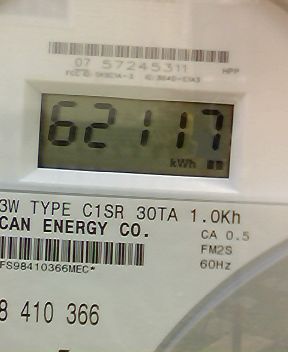 07 57245311
HPP
62117
kWh
3W TYPE C1SR 30TA 1.0Kh
CAN ENERGY CO.
CA 0.5
FM2S
FS98410366MEC*
60Hz
8 410 366